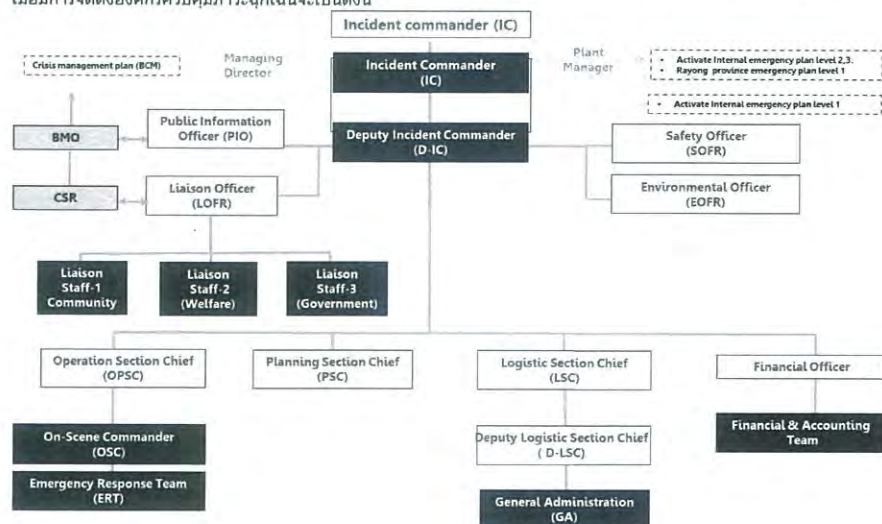 Incident commander (IC)
Managing
Director
Plant
Manager
Crisis management plan (BCM)
Incident Commander
(IC)
• Activate Internal emergency plan level 2,3.
• Rayong province emergency plan level 1
• Activate Internal emergency plan level 1
BMO
Public Information
Officer (PIO)
Deputy Incident Commander
(D-IC)
Safety Officer
(SOFR)
CSR
Liaison Officer
(LOFR)
Environmental Officer
(EOFR)
Liaison
Staff-1
Community
Liaison
Staff-2
(Welfare)
Liaison
Staff-3
(Government)
Operation Section Chief
(OPSC)
Planning Section Chief
(PSC)
Logistic Section Chief
(LSC)
Financial Officer
On-Scene Commander
(OSC)
Deputy Logistic Section Chief
( D-LSC)
Financial & Accounting
Team
Emergency Response Team
(ERT)
General Administration
(GA)